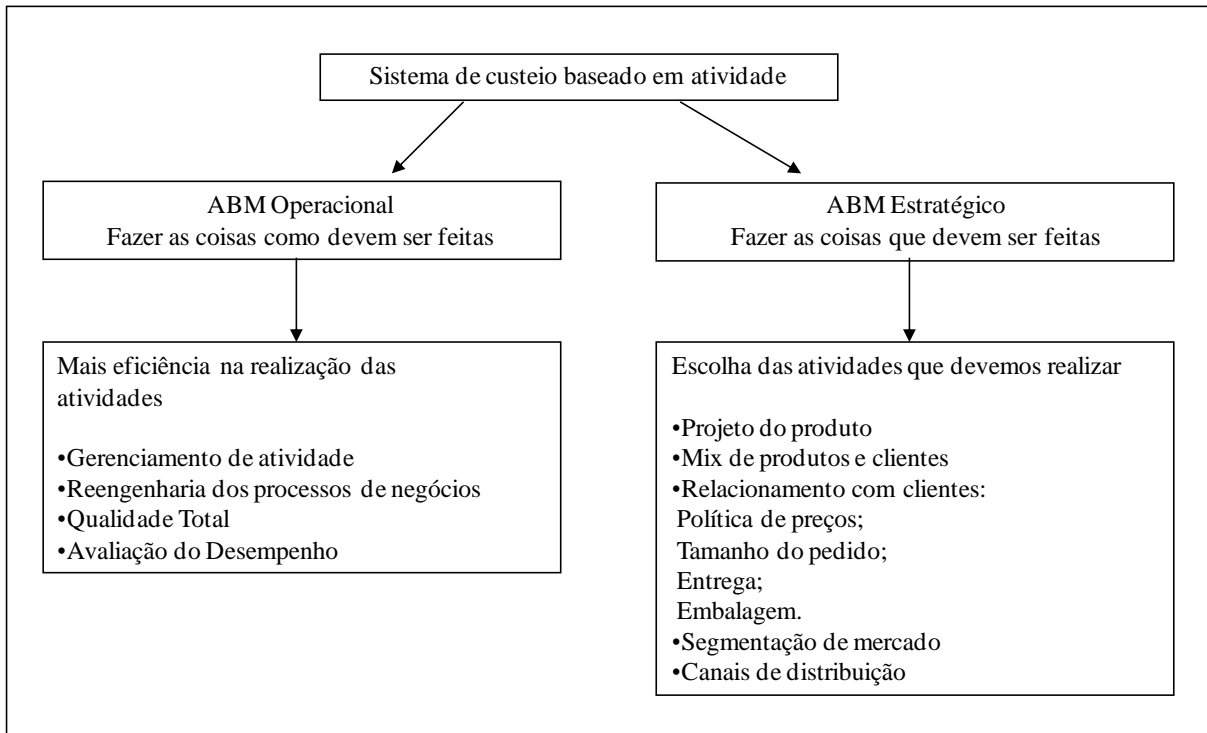 Sistema de custeio baseado em atividade
ABM Operacional
Fazer as coisas como devem ser feitas
ABM Estratégico
Fazer as coisas que devem ser feitas
Mais eficiência na realização das
atividades
•Gerenciamento de atividade
•Reengenharia dos processos de negócios
•Qualidade Total
•Avaliação do Desempenho
Escolha das atividades que devemos realizar
•Projeto do produto
•Mix de produtos e clientes
•Relacionamento com clientes:
Política de preços;
Tamanho do pedido;
Entrega;
Embalagem.
•Segmentação de mercado
•Canais de distribuição